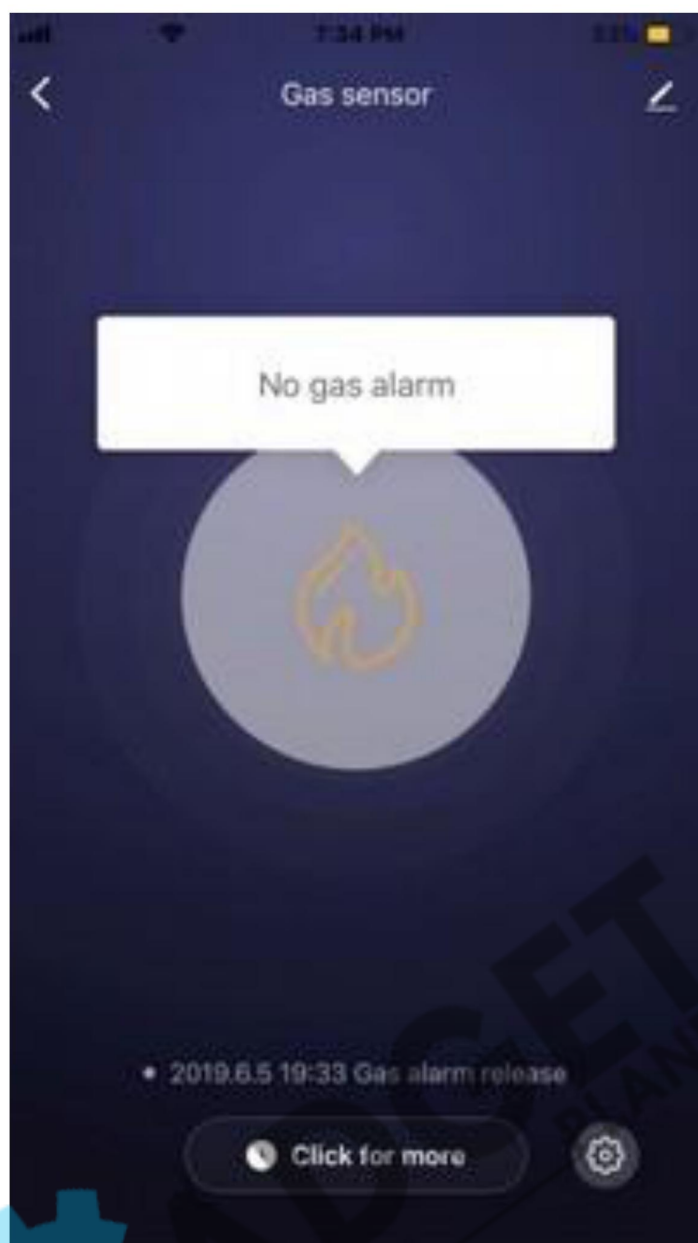 7:34 PM
Gas sensor
No gas alarm
2019.6.5 19:33 Gas alarm release
Click for more